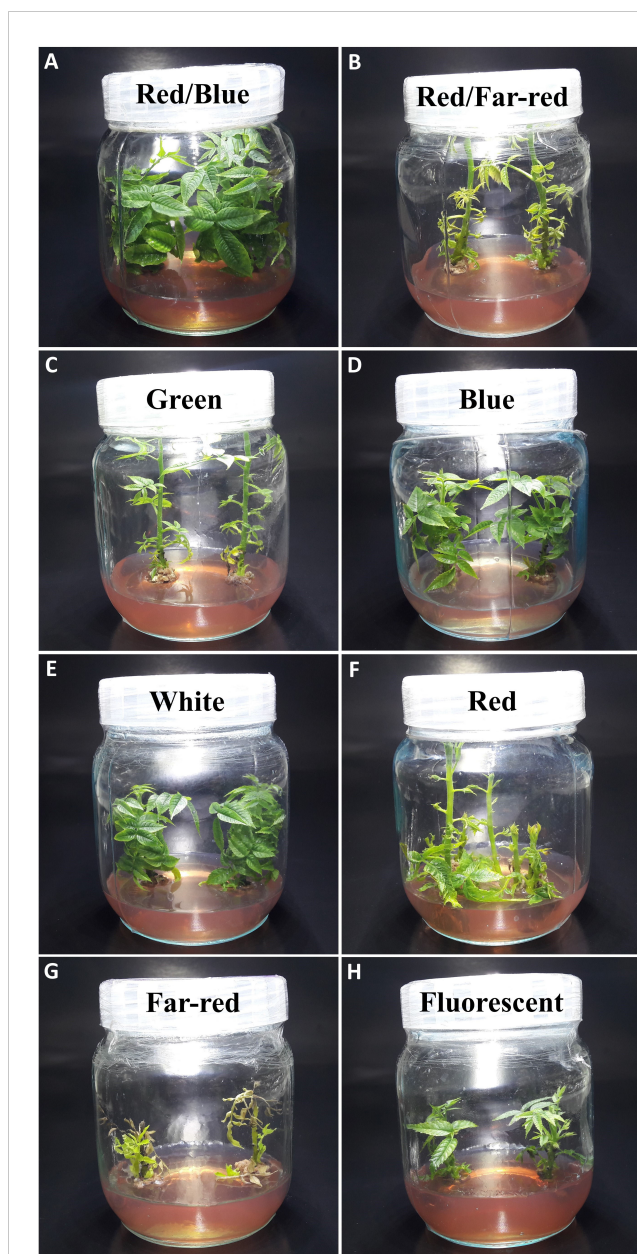 A
Red/Blue
B
Red/Far-red
C
Green
D
Blue
E
White
F
Red
G
Far-red
H
Fluorescent